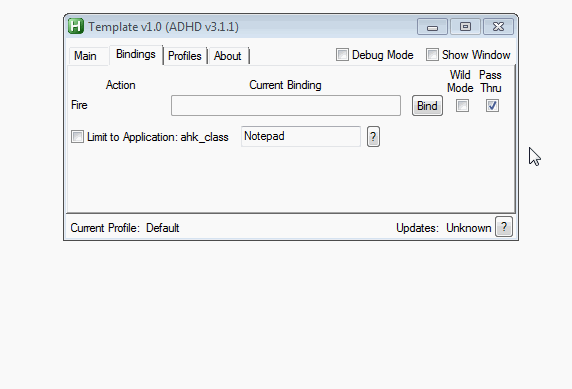 Template v1.0 (ADHD v3.1.1)
Main Bindings Profiles About Debug Mode Show Window
Action Current Binding Wild Mode Pass Thru
Fire Bind
Limit to Application: ahk_class Notepad ?
Current Profile: Default Updates: Unknown ?